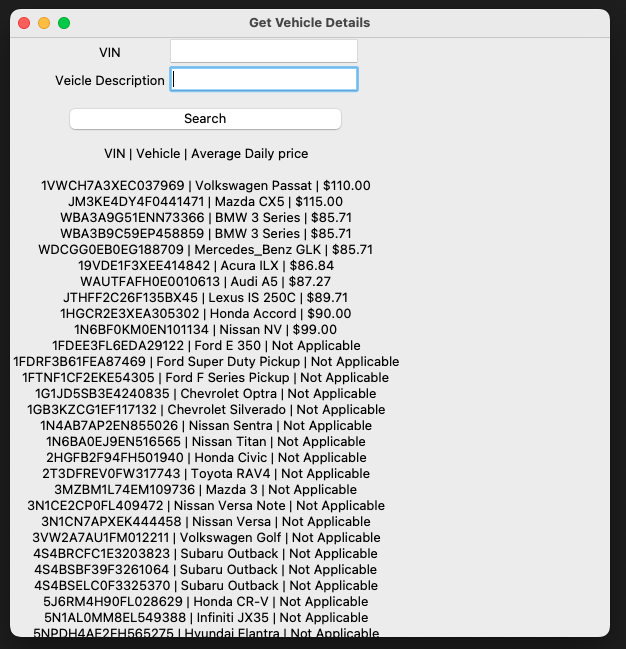 Get Vehicle Details
VIN
Veicle Description
Search
VIN | Vehicle | Average Daily price
1VWCH7A3XEC037969 | Volkswagen Passat | $110.00
JM3KE4DY4F0441471 | Mazda CX5 | $115.00
WBA3A9G51ENN73366 | BMW 3 Series | $85.71
WBA3B9C59EP458859 | BMW 3 Series | $85.71
WDCGG0EB0EG188709 | Mercedes_Benz GLK | $85.71
19VDE1F3XEE414842 | Acura ILX | $86.84
WAUTFAFH0E0010613 | Audi A5 | $87.27
JTHFF2C26F135BX45 | Lexus IS 250C | $89.71
1HGCR2E3XEA305302 | Honda Accord | $90.00
1N6BF0KM0EN101134 | Nissan NV | $99.00
1FDEE3FL6EDA29122 | Ford E 350 | Not Applicable
1FDRF3B61FEA87469 | Ford Super Duty Pickup | Not Applicable
1FTNF1CF2EKE54305 | Ford F Series Pickup | Not Applicable
1G1JD5SB3E4240835 | Chevrolet Optra | Not Applicable
1GB3KZCG1EF117132 | Chevrolet Silverado | Not Applicable
1N4AB7AP2EN855026 | Nissan Sentra | Not Applicable
1N6BA0EJ9EN516565 | Nissan Titan | Not Applicable
2HGFB2F94FH501940 | Honda Civic | Not Applicable
2T3DFREV0FW317743 | Toyota RAV4 | Not Applicable
3MZBM1L74EM109736 | Mazda 3 | Not Applicable
3N1CE2CP0FL409472 | Nissan Versa Note | Not Applicable
3N1CN7APXEK444458 | Nissan Versa | Not Applicable
3VW2A7AU1FM012211 | Volkswagen Golf | Not Applicable
4S4BRCFC1E3203823 | Subaru Outback | Not Applicable
4S4BSBF39F3261064 | Subaru Outback | Not Applicable
4S4BSELC0F3325370 | Subaru Outback | Not Applicable
5J6RM4H90FL028629 | Honda CR-V | Not Applicable
5N1AL0MM8EL549388 | Infiniti JX35 | Not Applicable
5NPDH4AE2FH565275 | Hyundai Elantra | Not Applicable